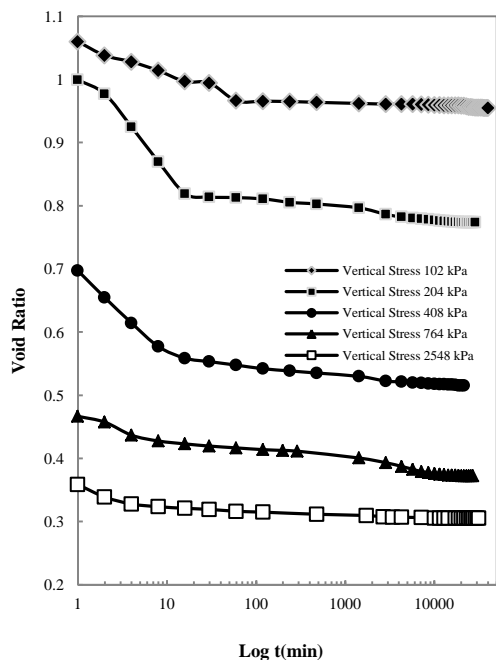 1.1
1
0.9
0.8
0.7
0.6
0.5
0.4
0.3
0.2
Void Ratio
Vertical Stress 102 kPa
Vertical Stress 204 kPa
Vertical Stress 408 kPa
Vertical Stress 764 kPa
Vertical Stress 2548 kPa
1 10 100 1000 10000
Log t(min)